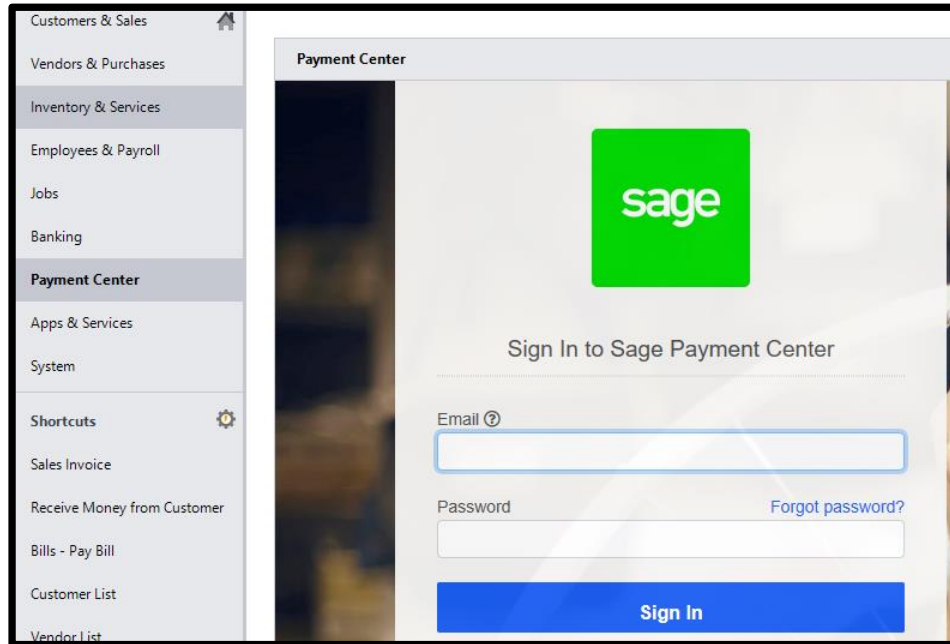 Customers & Sales
Vendors & Purchases
Inventory & Services
Employees & Payroll
Jobs
Banking
Payment Center
Apps & Services
System
Shortcuts
Sales Invoice
Receive Money from Customer
Bills - Pay Bill
Customer List
Vendor List
Payment Center
sage
Sign In to Sage Payment Center
Email ?
Password Forgot password?
Sign In